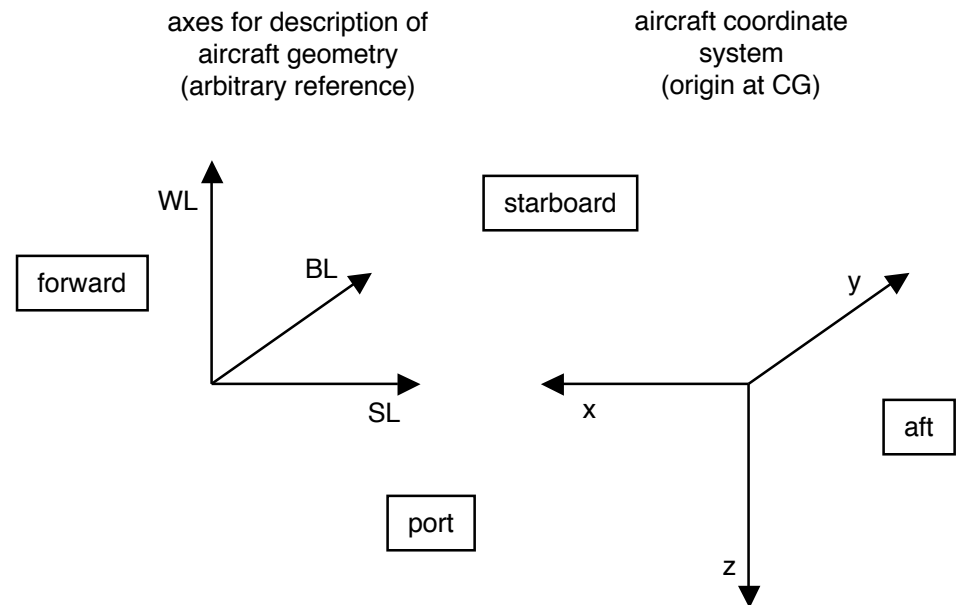 axes for description of
aircraft geometry
(arbitrary reference)
aircraft coordinate
system
(origin at CG)
WL
starboard
forward
BL
y
SL
x
aft
port
z